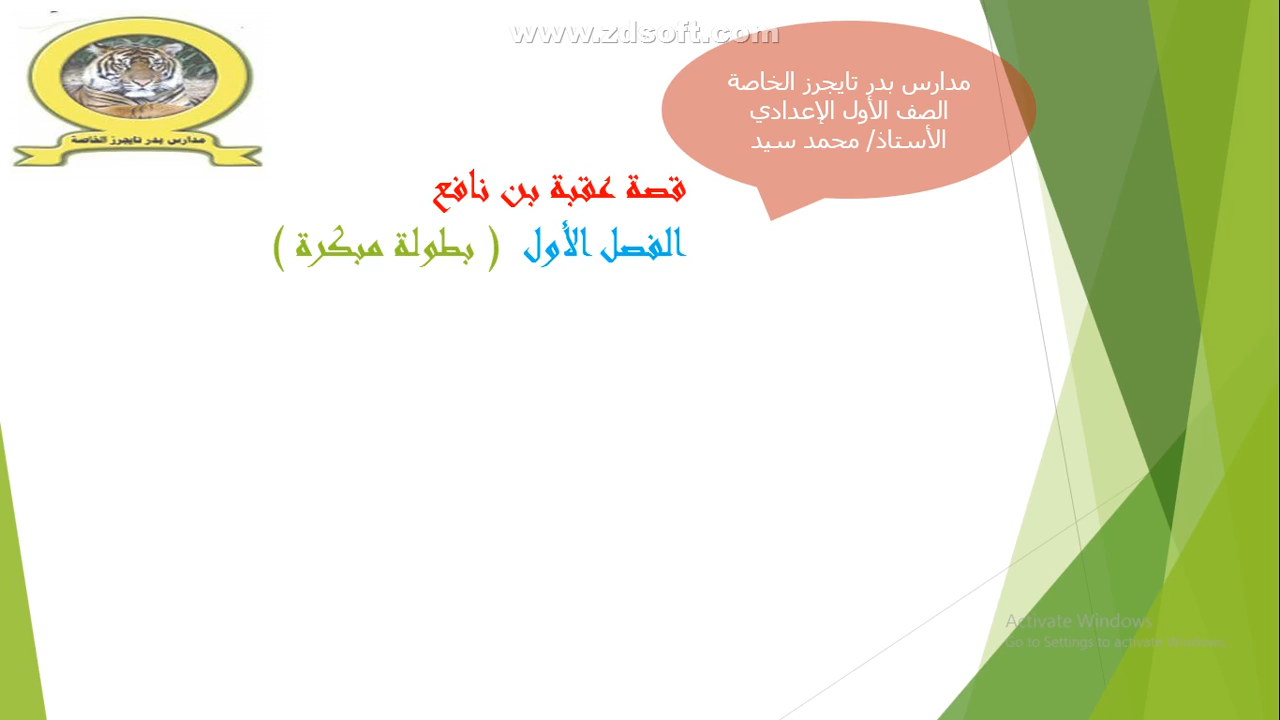 www.zdsoft.com
مدارس بدر تايجرز الخاصة
الصف الأول الإعدادي
الأستاذ/ محمد سيد
مدارس بدر تايجرز الخاصة
قصة عقبة بن نافع
الفصل الأول ( بطولة مبكرة )
Activate Windows
Go to Settings to activate Windows.